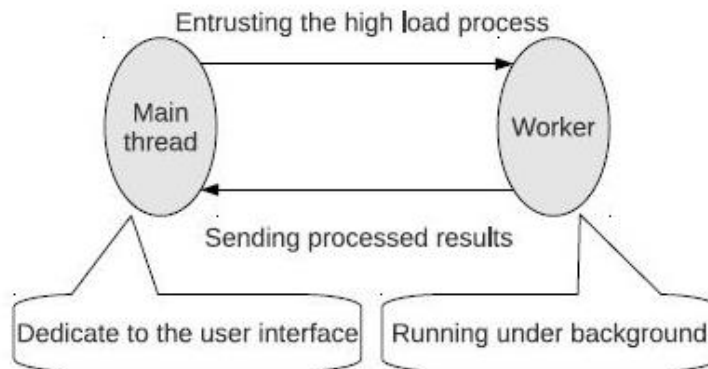 Entrusting the high load process
Main
thread
Worker
Sending processed results
Dedicate to the user interface
Running under background